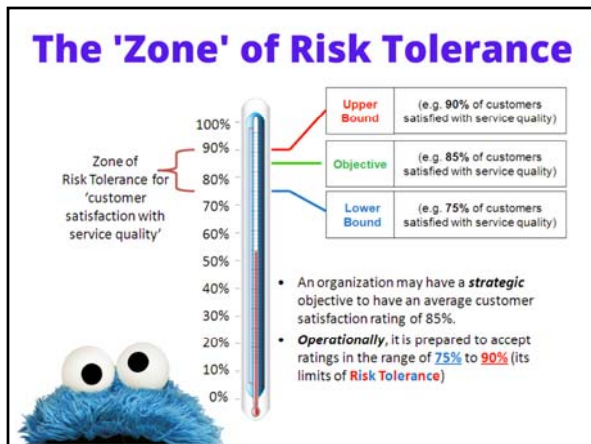 The 'Zone' of Risk Tolerance
Upper
Bound
(e.g. 90% of customers
satisfied with service quality)
Objective
(e.g. 85% of customers
satisfied with service quality)
Lower
Bound
(e.g. 75% of customers
satisfied with service quality)
Zone of
Risk Tolerance for
'customer
satisfaction with
service quality'
100%
90%
80%
70%
60%
50%
40%
30%
20%
10%
0%
• An organization may have a strategic
objective to have an average customer
satisfaction rating of 85%.
• Operationally, it is prepared to accept
ratings in the range of 75% to 90% (its
limits of Risk Tolerance)